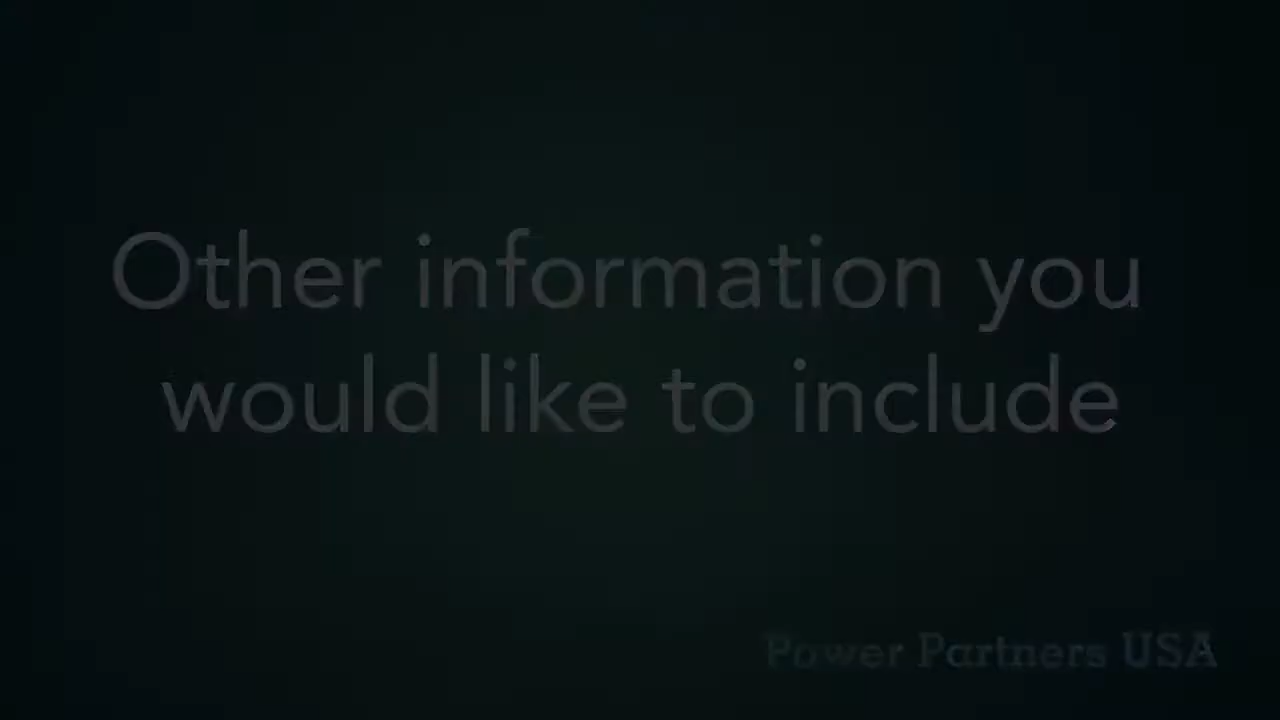 Other information you
would like to include
Power Partners USA